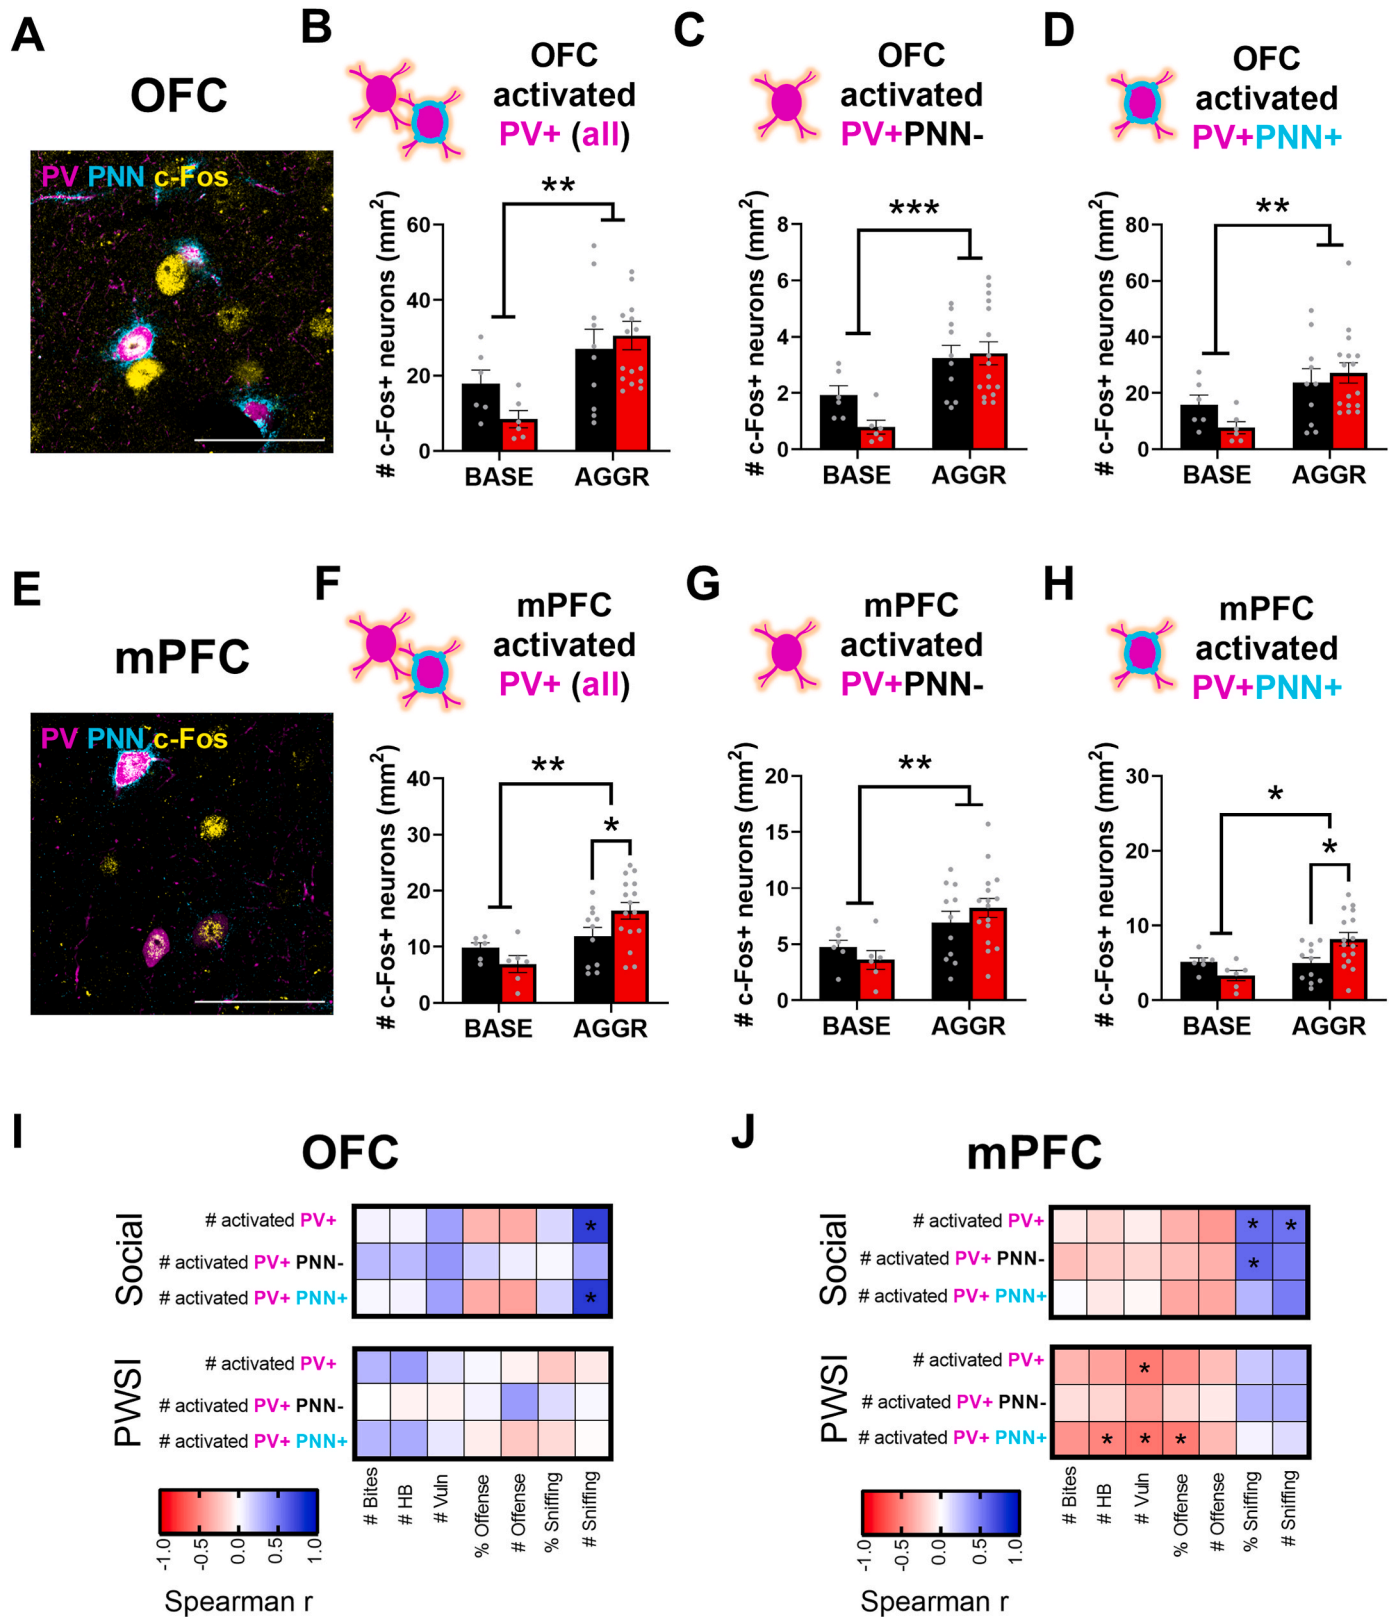 A
OFC
PV PNN c-Fos
B
OFC
activated
PV+ (all)
**
# c-Fos+ neurons (mm2)
60
40
20
0
BASE AGGR
C
OFC
activated
PV+PNN-
***
# c-Fos+ neurons (mm2)
8
6
4
2
0
BASE AGGR
D
OFC
activated
PV+PNN+
**
# c-Fos+ neurons (mm2)
80
60
40
20
0
BASE AGGR
E
mPFC
PV PNN c-Fos
F
mPFC
activated
PV+ (all)
**
*
# c-Fos+ neurons (mm2)
40
30
20
10
0
BASE AGGR
G
mPFC
activated
PV+PNN-
**
# c-Fos+ neurons (mm2)
20
15
10
5
0
BASE AGGR
H
mPFC
activated
PV+PNN+
*
*
# c-Fos+ neurons (mm2)
30
20
10
0
BASE AGGR
I
OFC
Social
# activated PV+ *
# activated PV+ PNN-
# activated PV+ PNN+ *
PWSI
# activated PV+
# activated PV+ PNN-
# activated PV+ PNN+
# Bites
# HB
# Vuln
% Offense
# Offense
% Sniffing
# Sniffing
-1.0
-0.5
0.0
0.5
1.0
Spearman r
J
mPFC
Social
# activated PV+ * *
# activated PV+ PNN- *
# activated PV+ PNN+
PWSI
# activated PV+ *
# activated PV+ PNN-
# activated PV+ PNN+ * * *
# Bites
# HB
# Vuln
% Offense
# Offense
% Sniffing
# Sniffing
-1.0
-0.5
0.0
0.5
1.0
Spearman r